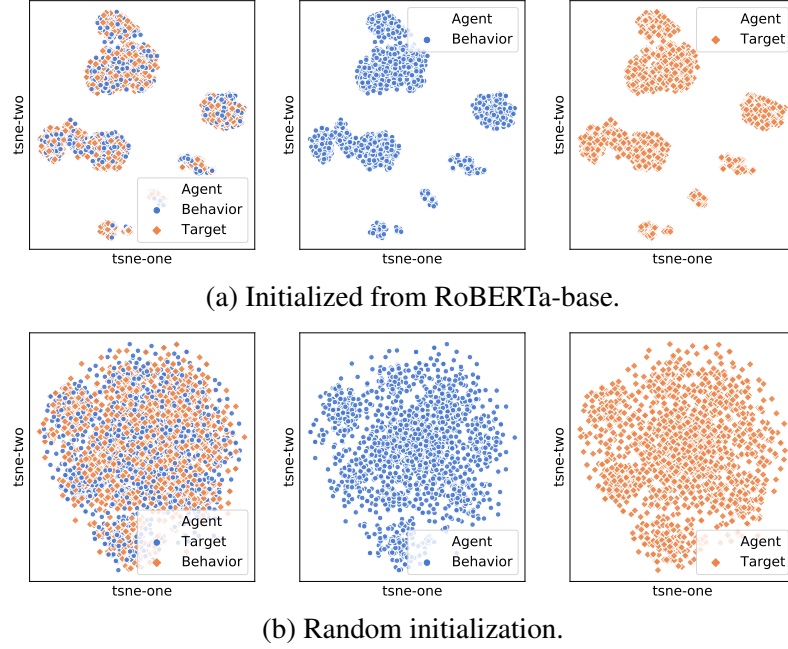 tsne-two
Agent
Behavior
Target
tsne-one
tsne-two
Agent
Behavior
tsne-one
tsne-two
Agent
Target
tsne-one
(a) Initialized from RoBERTa-base.
tsne-two
Agent
Target
Behavior
tsne-one
tsne-two
Agent
Behavior
tsne-one
tsne-two
Agent
Target
tsne-one
(b) Random initialization.